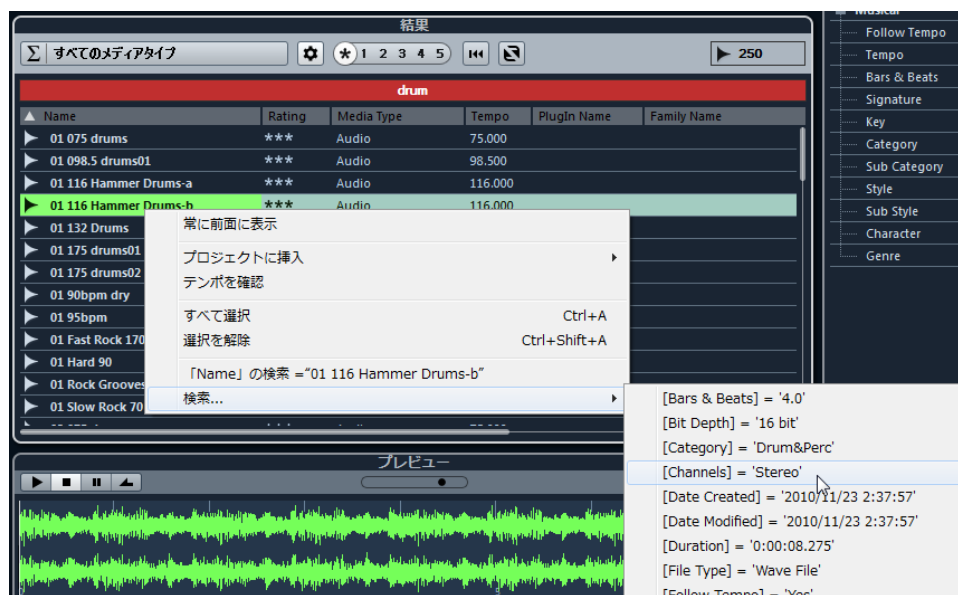 結果
すべてのメディアタイプ
1 2 3 4 5
250
drum
Name Rating Media Type Tempo PlugIn Name Family Name
01 075 drums *** Audio 75.000
01 098.5 drums01 *** Audio 98.500
01 116 Hammer Drums-a *** Audio 116.000
01 116 Hammer Drums-b *** Audio 116.000
01 132 Drums
01 175 drums01
01 175 drums02
01 90bpm dry
01 95bpm
01 Fast Rock 170
01 Hard 90
01 Rock Grooves
01 Slow Rock 70
常に前面に表示
プロジェクトに挿入
テンポを確認
すべて選択 Ctrl+A
選択を解除 Ctrl+Shift+A
「Name」の検索 ="01 116 Hammer Drums-b"
検索...
[Bars & Beats] = '4.0'
[Bit Depth] = '16 bit'
[Category] = 'Drum&Perc'
[Channels] = 'Stereo'
[Date Created] = '2010/11/23 2:37:57'
[Date Modified] = '2010/11/23 2:37:57'
[Duration] = '0:00:08.275'
[File Type] = 'Wave File'
[Follow Tempo] = 'Yes'
プレビュー
Musical
Follow Tempo
Tempo
Bars & Beats
Signature
Key
Category
Sub Category
Style
Sub Style
Character
Genre